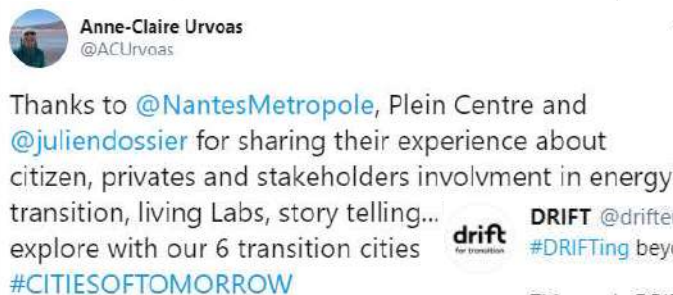 Anne-Claire Urvoas
@ACUrvoas
Thanks to @NantesMetropole, Plein Centre and
@juliendossier for sharing their experience about
citizen, privates and stakeholders involvment in energy
transition, living Labs, story telling...
explore with our 6 transition cities
#CITIESOFTOMORROW
drift
for transition
DRIFT @drifte
#DRIFTing bey